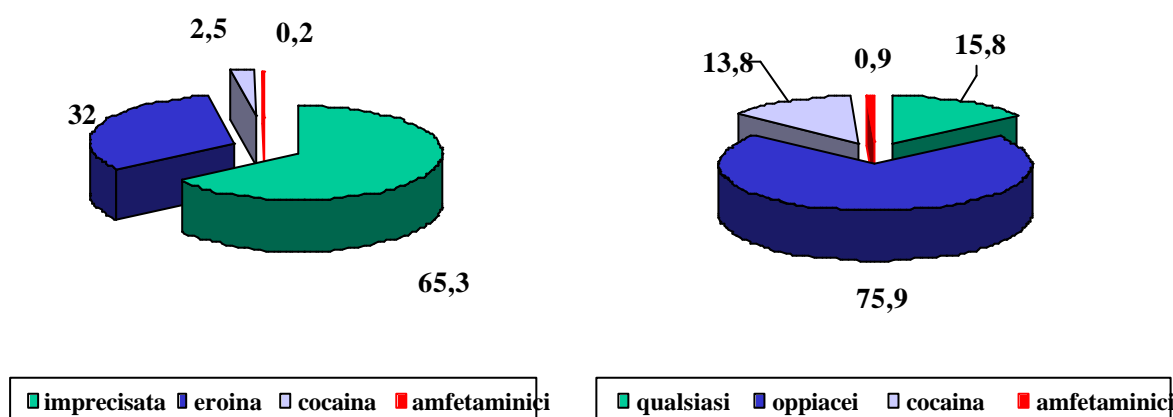 2,5 0,2
32
65,3
imprecisata eroina cocaina amfetaminici
13,8 0,9 15,8
75,9
qualsiasi oppiacei cocaina amfetaminici